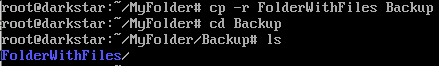 root@darkstar:~/MyFolder# cp -r FolderWithFiles Backup
root@darkstar:~/MyFolder# cd Backup
root@darkstar:~/MyFolder/Backup# ls
FolderWithFiles/